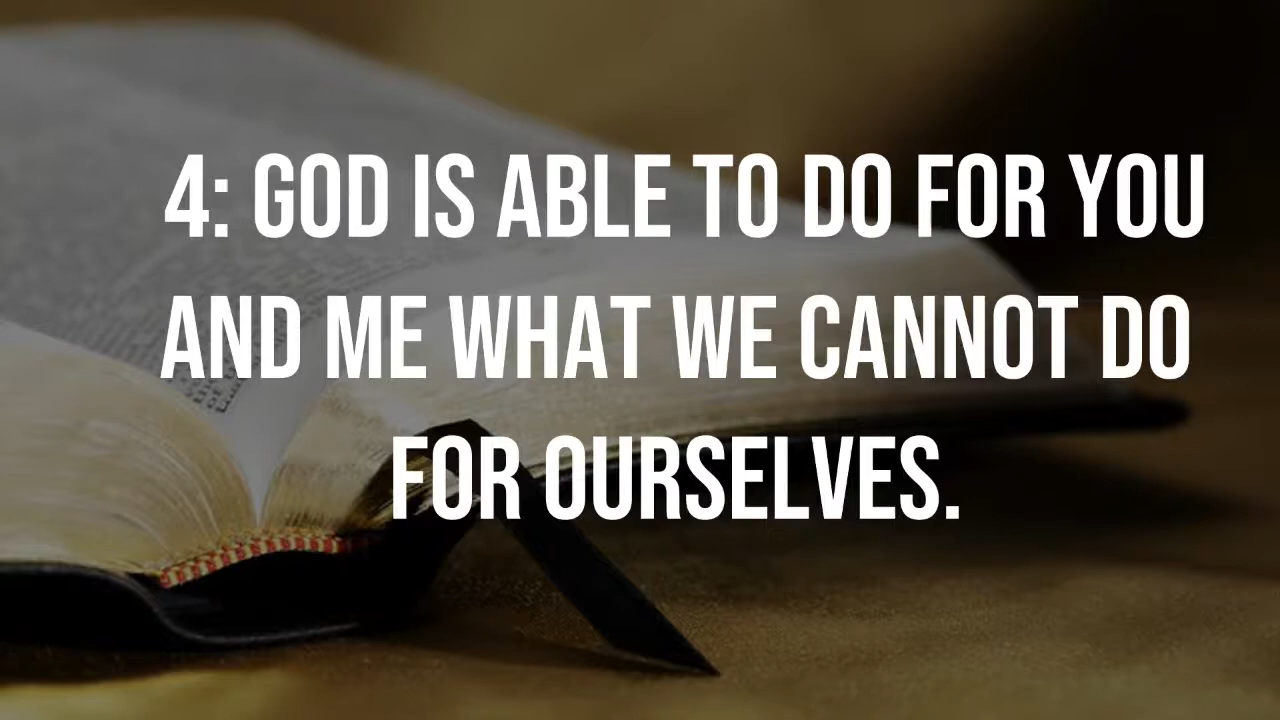 4: GOD IS ABLE TO DO FOR YOU
AND ME WHAT WE CANNOT DO
FOR OURSELVES.